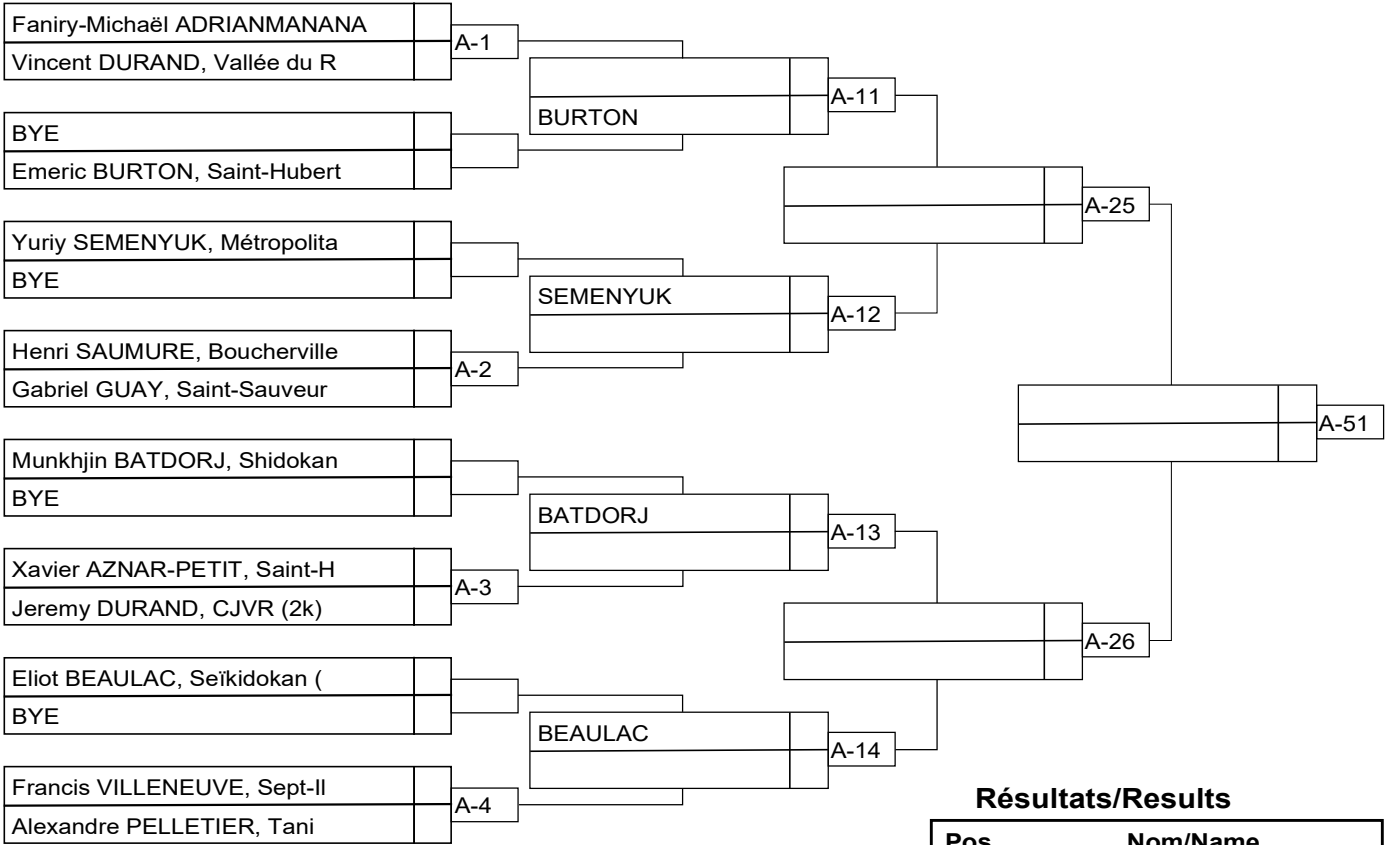 Faniry-Michaël ADRIANMANANA
Vincent DURAND, Vallée du R
A-1
BYE
Emeric BURTON, Saint-Hubert
BURTON
A-11
Yuriy SEMENYUK, Métropolita
BYE
SEMENYUK
A-12
Henri SAUMURE, Boucherville
Gabriel GUAY, Saint-Sauveur
A-2
A-25
Munkhjin BATDORJ, Shidokan
BYE
BATDORJ
A-13
Xavier AZNAR-PETIT, Saint-H
Jeremy DURAND, CJVR (2k)
A-3
Eliot BEAULAC, Seïkidokan (
BYE
BEAULAC
A-14
Francis VILLENEUVE, Sept-Il
Alexandre PELLETIER, Tani
A-4
A-26
A-51
Résultats/Results
Pos Nom/Name